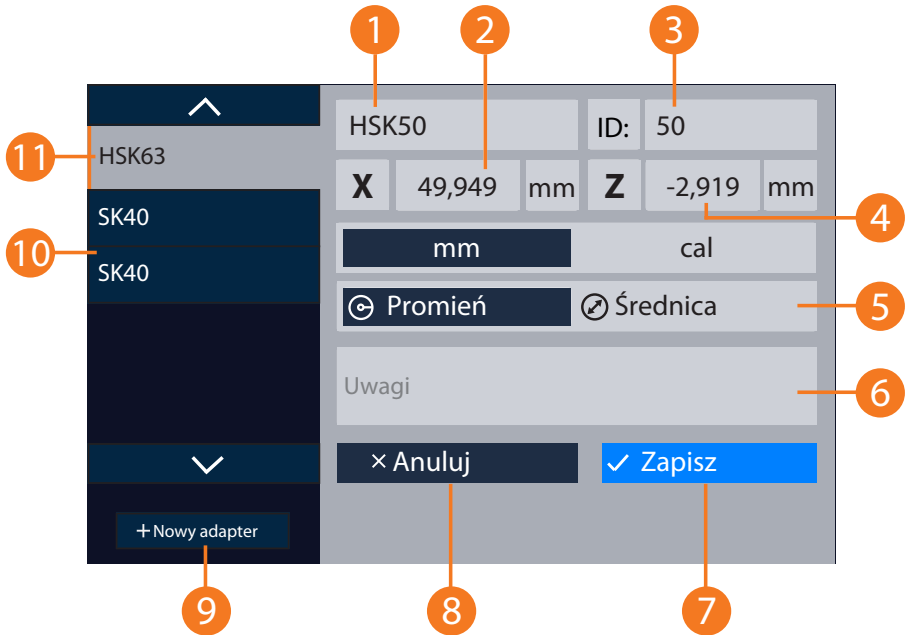 1
2
3
HSK50
ID:
50
11
HSK63
X
49,949
mm
Z
-2,919
mm
4
SK40
10
mm
cal
SK40
Promień
Średnica
5
Uwagi
6
Anuluj
Zapisz
+ Nowy adapter
9
8
7